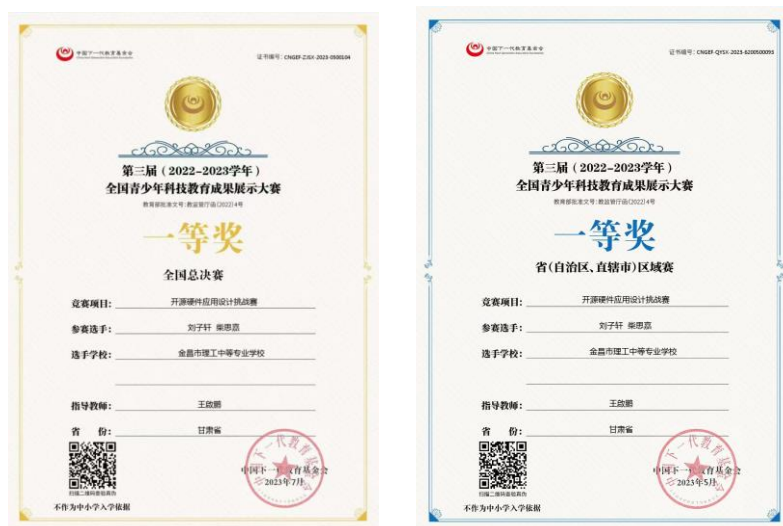 中国下一代教育基金会
证书编号：CNGEF-ZJSX-2023-0500104
第三届（2022-2023学年）
全国青少年科技教育成果展示大赛
教育部批准文号：教监管厅函(2022)4号
一等奖
全国总决赛
竞赛项目：开源硬件应用设计挑战赛
参赛选手：刘子轩 柴思嘉
选手学校：金昌市理工中等专业学校
指导教师：王啟鹏
省 份：甘肃省
中国下一代教育基金会
2023年7月
扫描二维码查验真伪
不作为中小学入学依据
中国下一代教育基金会
证书编号：CNGEF-QYSX-2023-6200500093
第三届（2022-2023学年）
全国青少年科技教育成果展示大赛
教育部批准文号：教监管厅函(2022)4号
一等奖
省（自治区、直辖市）区域赛
竞赛项目：开源硬件应用设计挑战赛
参赛选手：刘子轩 柴思嘉
选手学校：金昌市理工中等专业学校
指导教师：王啟鹏
省 份：甘肃省
中国下一代教育基金会
2023年5月
扫描二维码查验真伪
不作为中小学入学依据